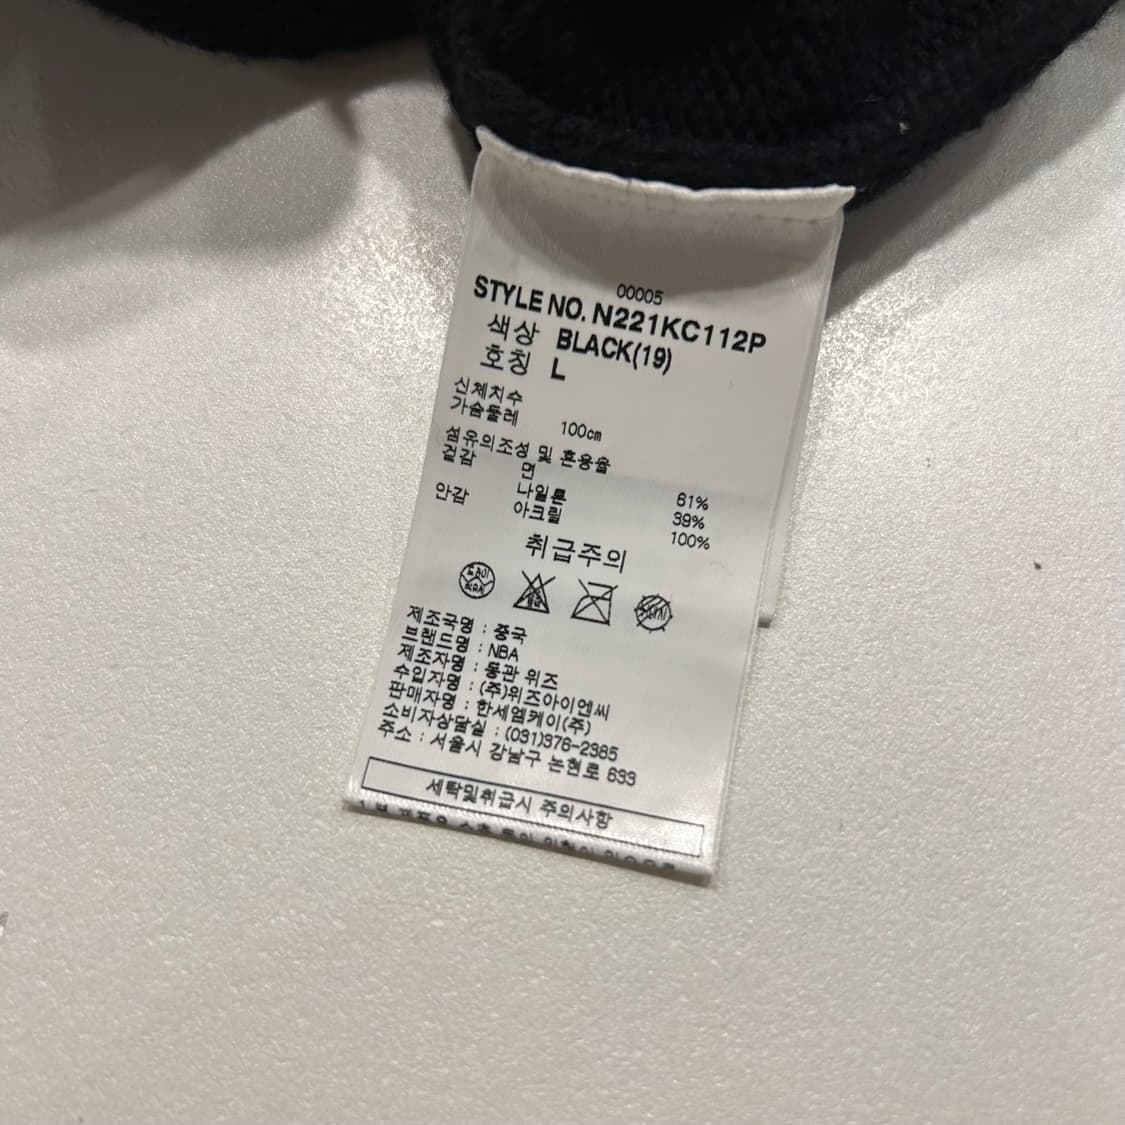 00005
STYLE NO. N221KC112P
색상 BLACK(19)
호칭 L
신체치수
가슴둘레 100cm
섬유의조성 및 혼용율
겉감 면 61%
나일론 39%
안감 아크릴 100%
취급주의
제조국명 : 중국
브랜드명 : NBA
제조자명 : 동관 위즈
수입자명 : (주)위즈아이엔씨
판매자명 : 한세엠케이(주)
소비자상담실 : (031)376-2385
주소 : 서울시 강남구 논현로 633
세탁및취급시 주의사항